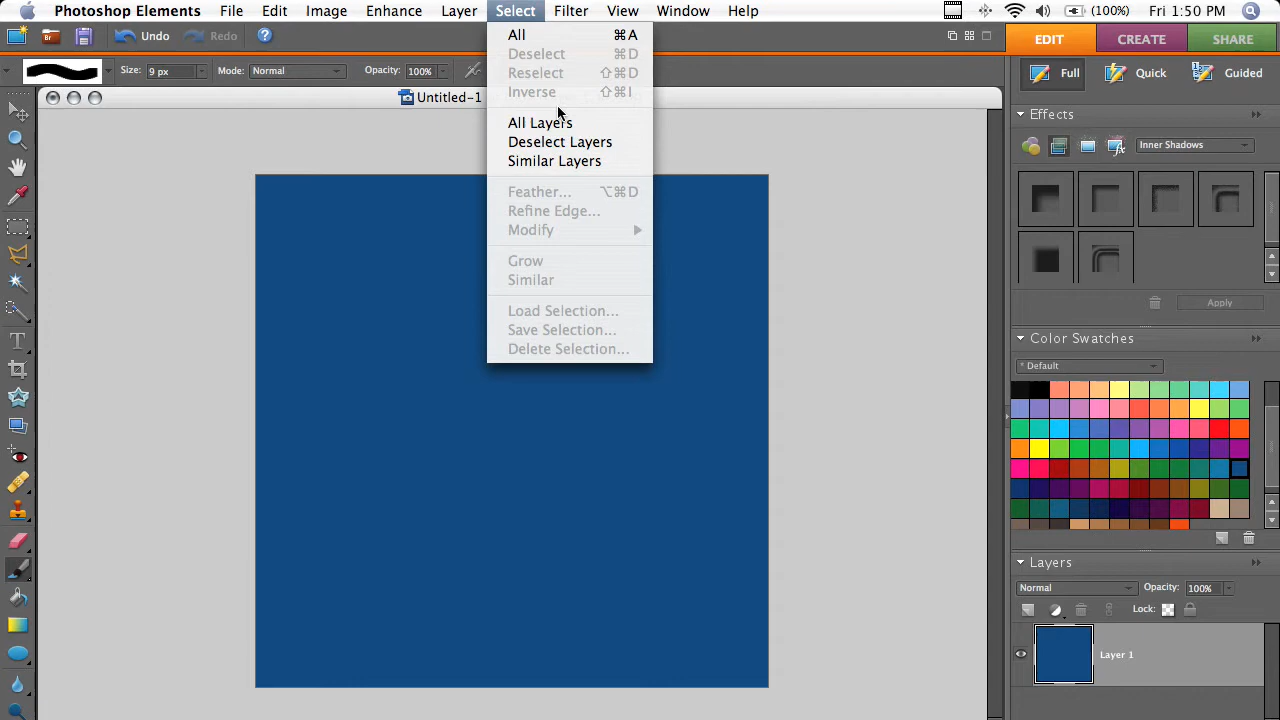 Photoshop Elements File Edit Image Enhance Layer Select Filter View Window Help (100%) Fri 1:50 PM
Br Undo Redo ? EDIT CREATE SHARE
Size: 9 px Mode: Normal Opacity: 100% Full Quick Guided
Untitled-1
All ⌘A
Deselect ⌘D
Reselect ⇧⌘D
Inverse ⇧⌘I
All Layers
Deselect Layers
Similar Layers
Feather... ⌥⌘D
Refine Edge...
Modify
Grow
Similar
Load Selection...
Save Selection...
Delete Selection...
T
Effects
Inner Shadows
Apply
Color Swatches
* Default
Layers
Normal Opacity: 100%
Lock:
Layer 1